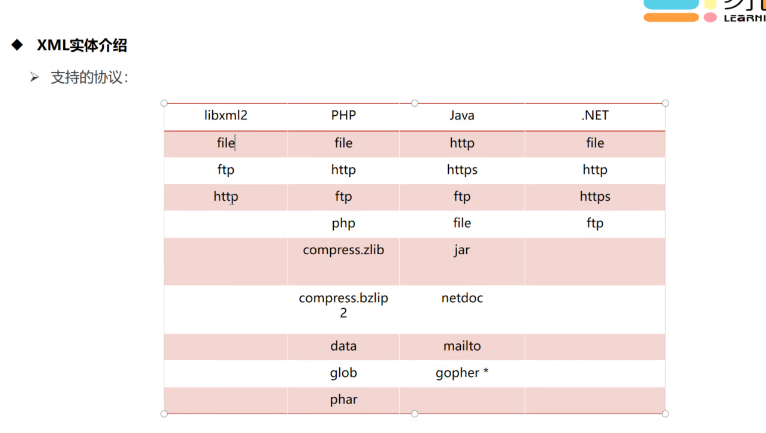 LEARNI
◆ XML实体介绍
➢ 支持的协议：
libxml2 PHP Java .NET
file file http file
ftp http https http
http ftp ftp https
php file ftp
compress.zlib jar
compress.bzlip netdoc
2
data mailto
glob gopher *
phar